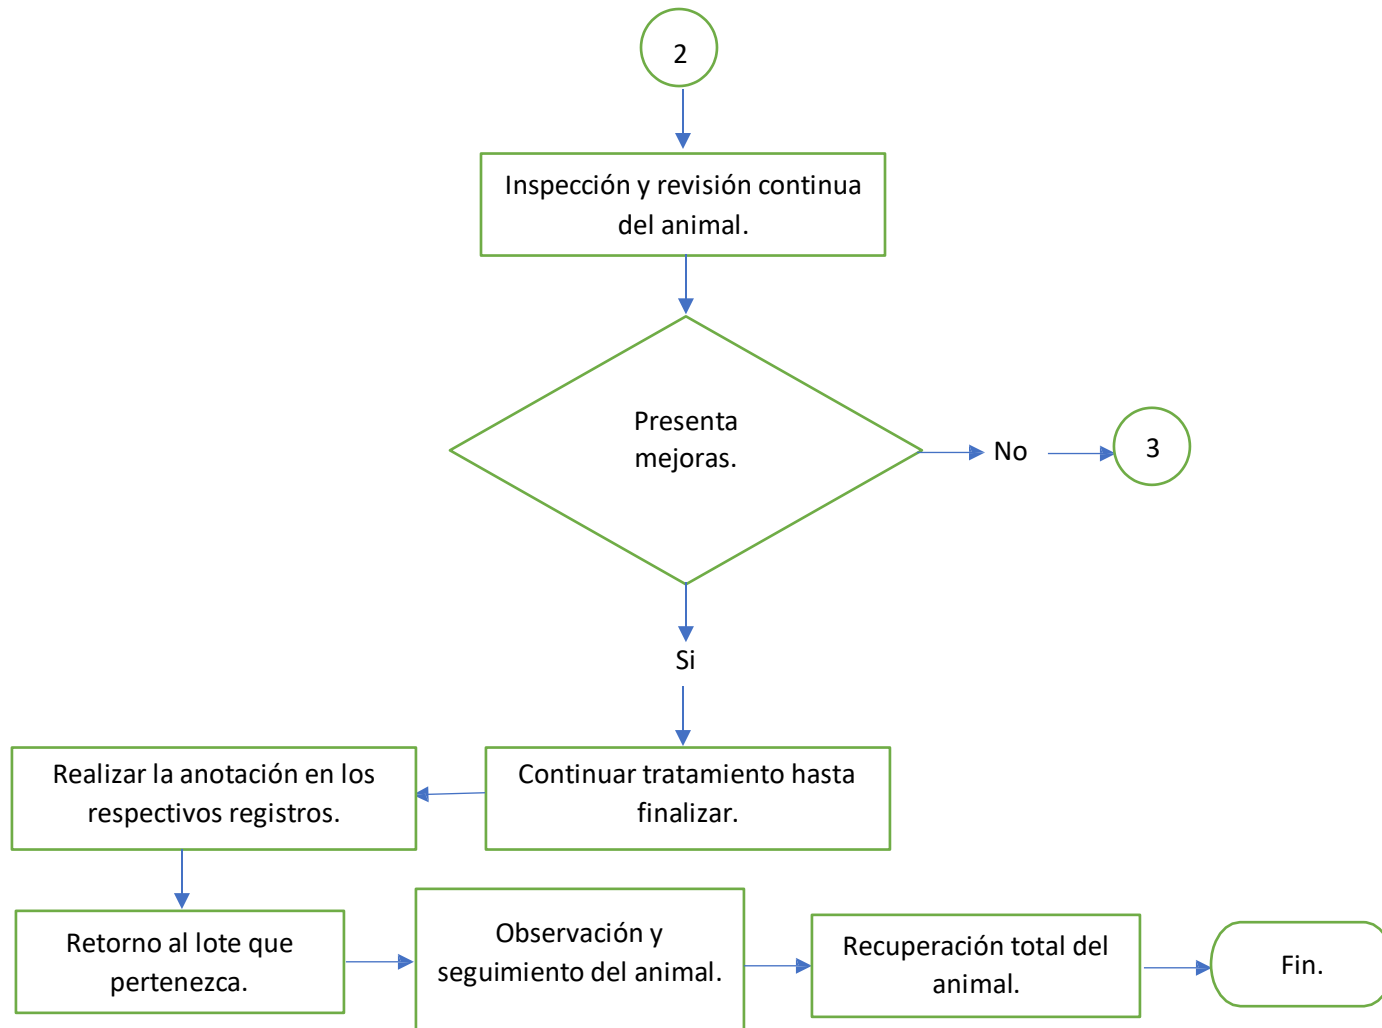 2
Inspección y revisión continua
del animal.
Presenta
mejoras.
No
3
Si
Continuar tratamiento hasta
finalizar.
Realizar la anotación en los
respectivos registros.
Retorno al lote que
pertenezca.
Observación y
seguimiento del animal.
Recuperación total del
animal.
Fin.